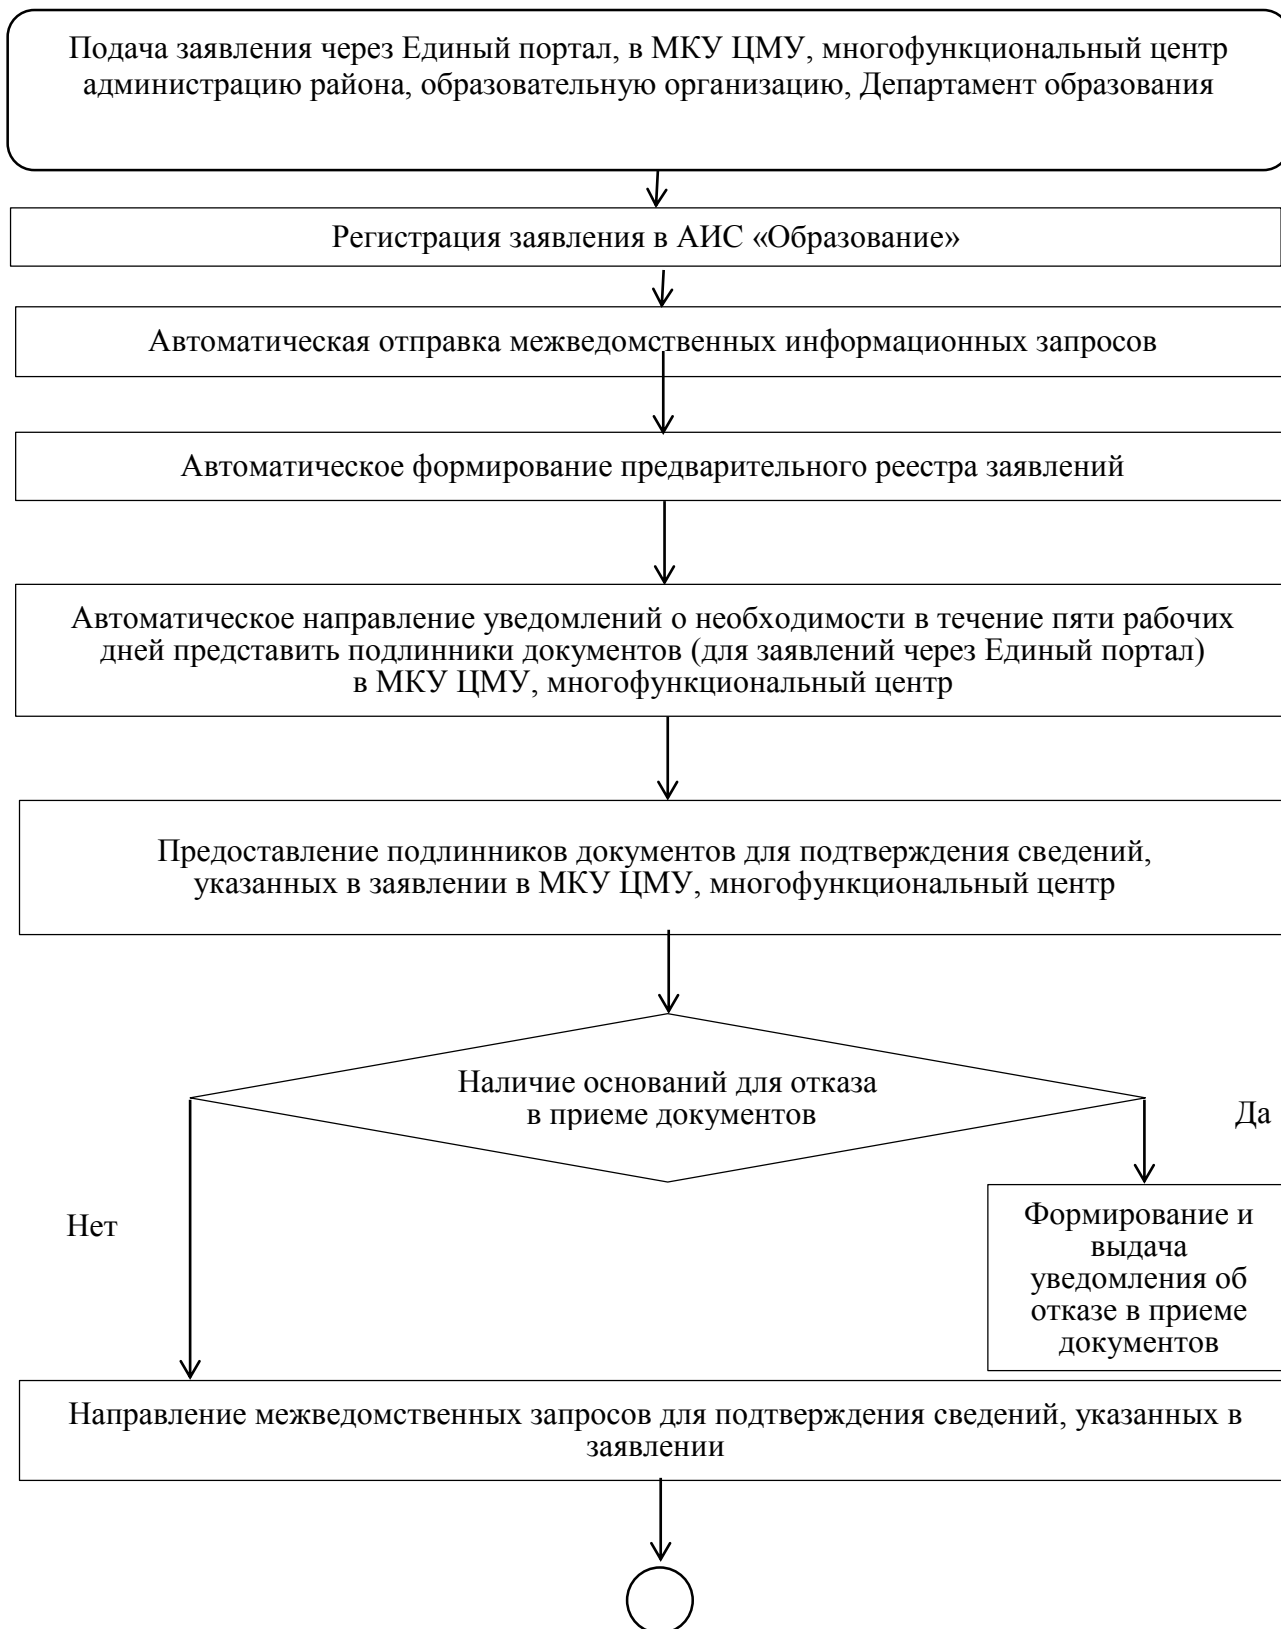 Подача заявления через Единый портал, в МКУ ЦМУ, многофункциональный центр
администрацию района, образовательную организацию, Департамент образования
Регистрация заявления в АИС «Образование»
Автоматическая отправка межведомственных информационных запросов
Автоматическое формирование предварительного реестра заявлений
Автоматическое направление уведомлений о необходимости в течение пяти рабочих
дней представить подлинники документов (для заявлений через Единый портал)
в МКУ ЦМУ, многофункциональный центр
Предоставление подлинников документов для подтверждения сведений,
указанных в заявлении в МКУ ЦМУ, многофункциональный центр
Наличие оснований для отказа
в приеме документов
Да
Нет
Формирование и
выдача
уведомления об
отказе в приеме
документов
Направление межведомственных запросов для подтверждения сведений, указанных в
заявлении